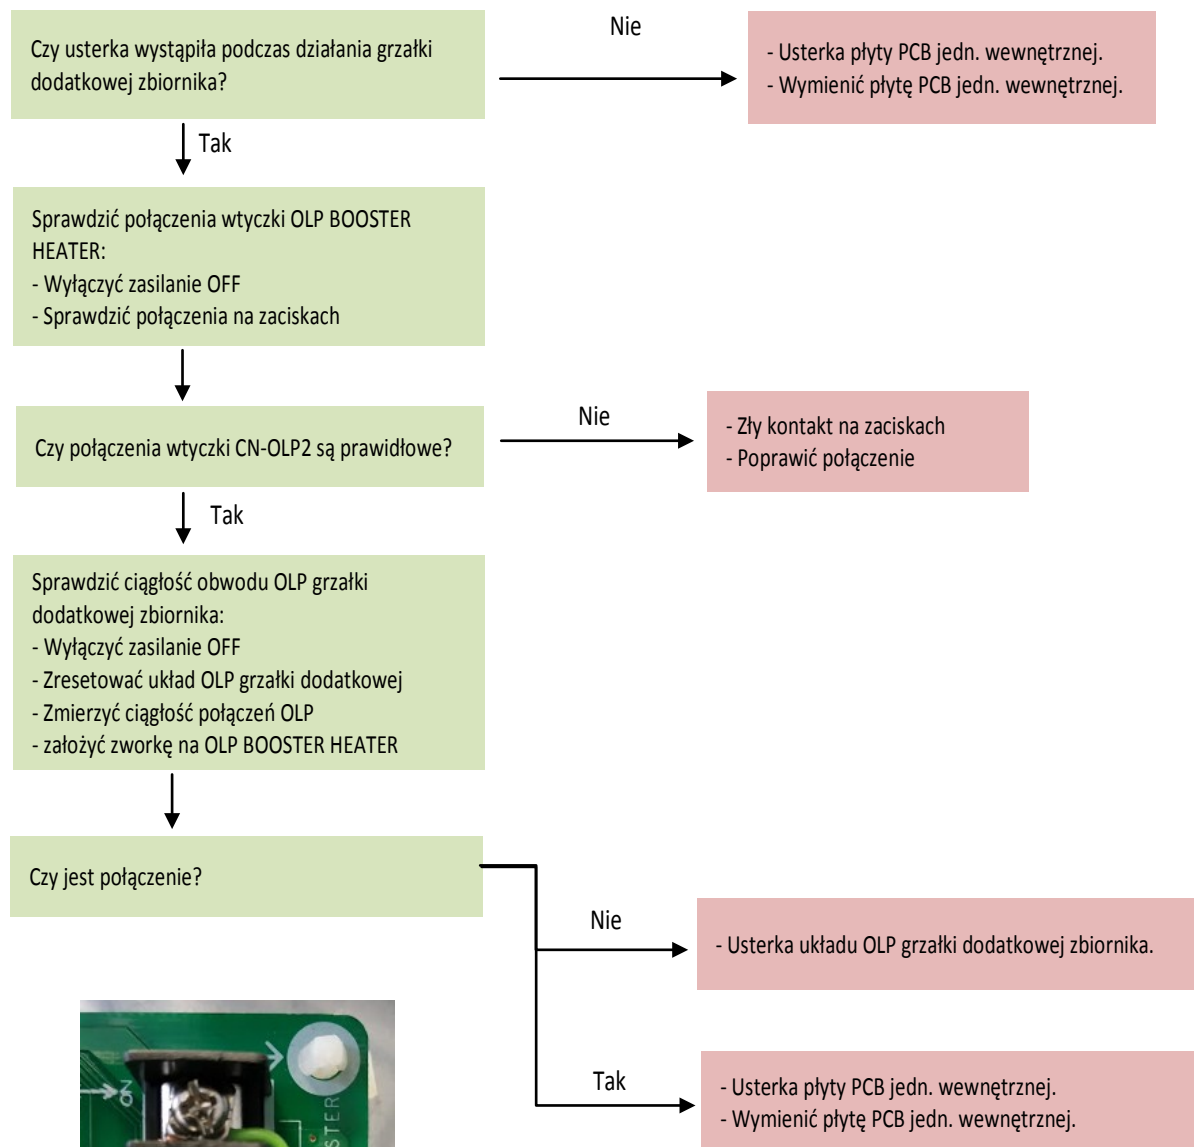 Czy usterka wystąpiła podczas działania grzałki
dodatkowej zbiornika?
Nie
- Usterka płyty PCB jedn. wewnętrznej.
- Wymienić płytę PCB jedn. wewnętrznej.
Tak
Sprawdzić połączenia wtyczki OLP BOOSTER
HEATER:
- Wyłączyć zasilanie OFF
- Sprawdzić połączenia na zaciskach
Czy połączenia wtyczki CN-OLP2 są prawidłowe?
Nie
- Zły kontakt na zaciskach
- Poprawić połączenie
Tak
Sprawdzić ciągłość obwodu OLP grzałki
dodatkowej zbiornika:
- Wyłączyć zasilanie OFF
- Zresetować układ OLP grzałki dodatkowej
- Zmierzyć ciągłość połączeń OLP
- założyć zworkę na OLP BOOSTER HEATER
Czy jest połączenie?
Nie
- Usterka układu OLP grzałki dodatkowej zbiornika.
Tak
- Usterka płyty PCB jedn. wewnętrznej.
- Wymienić płytę PCB jedn. wewnętrznej.
ON
STER